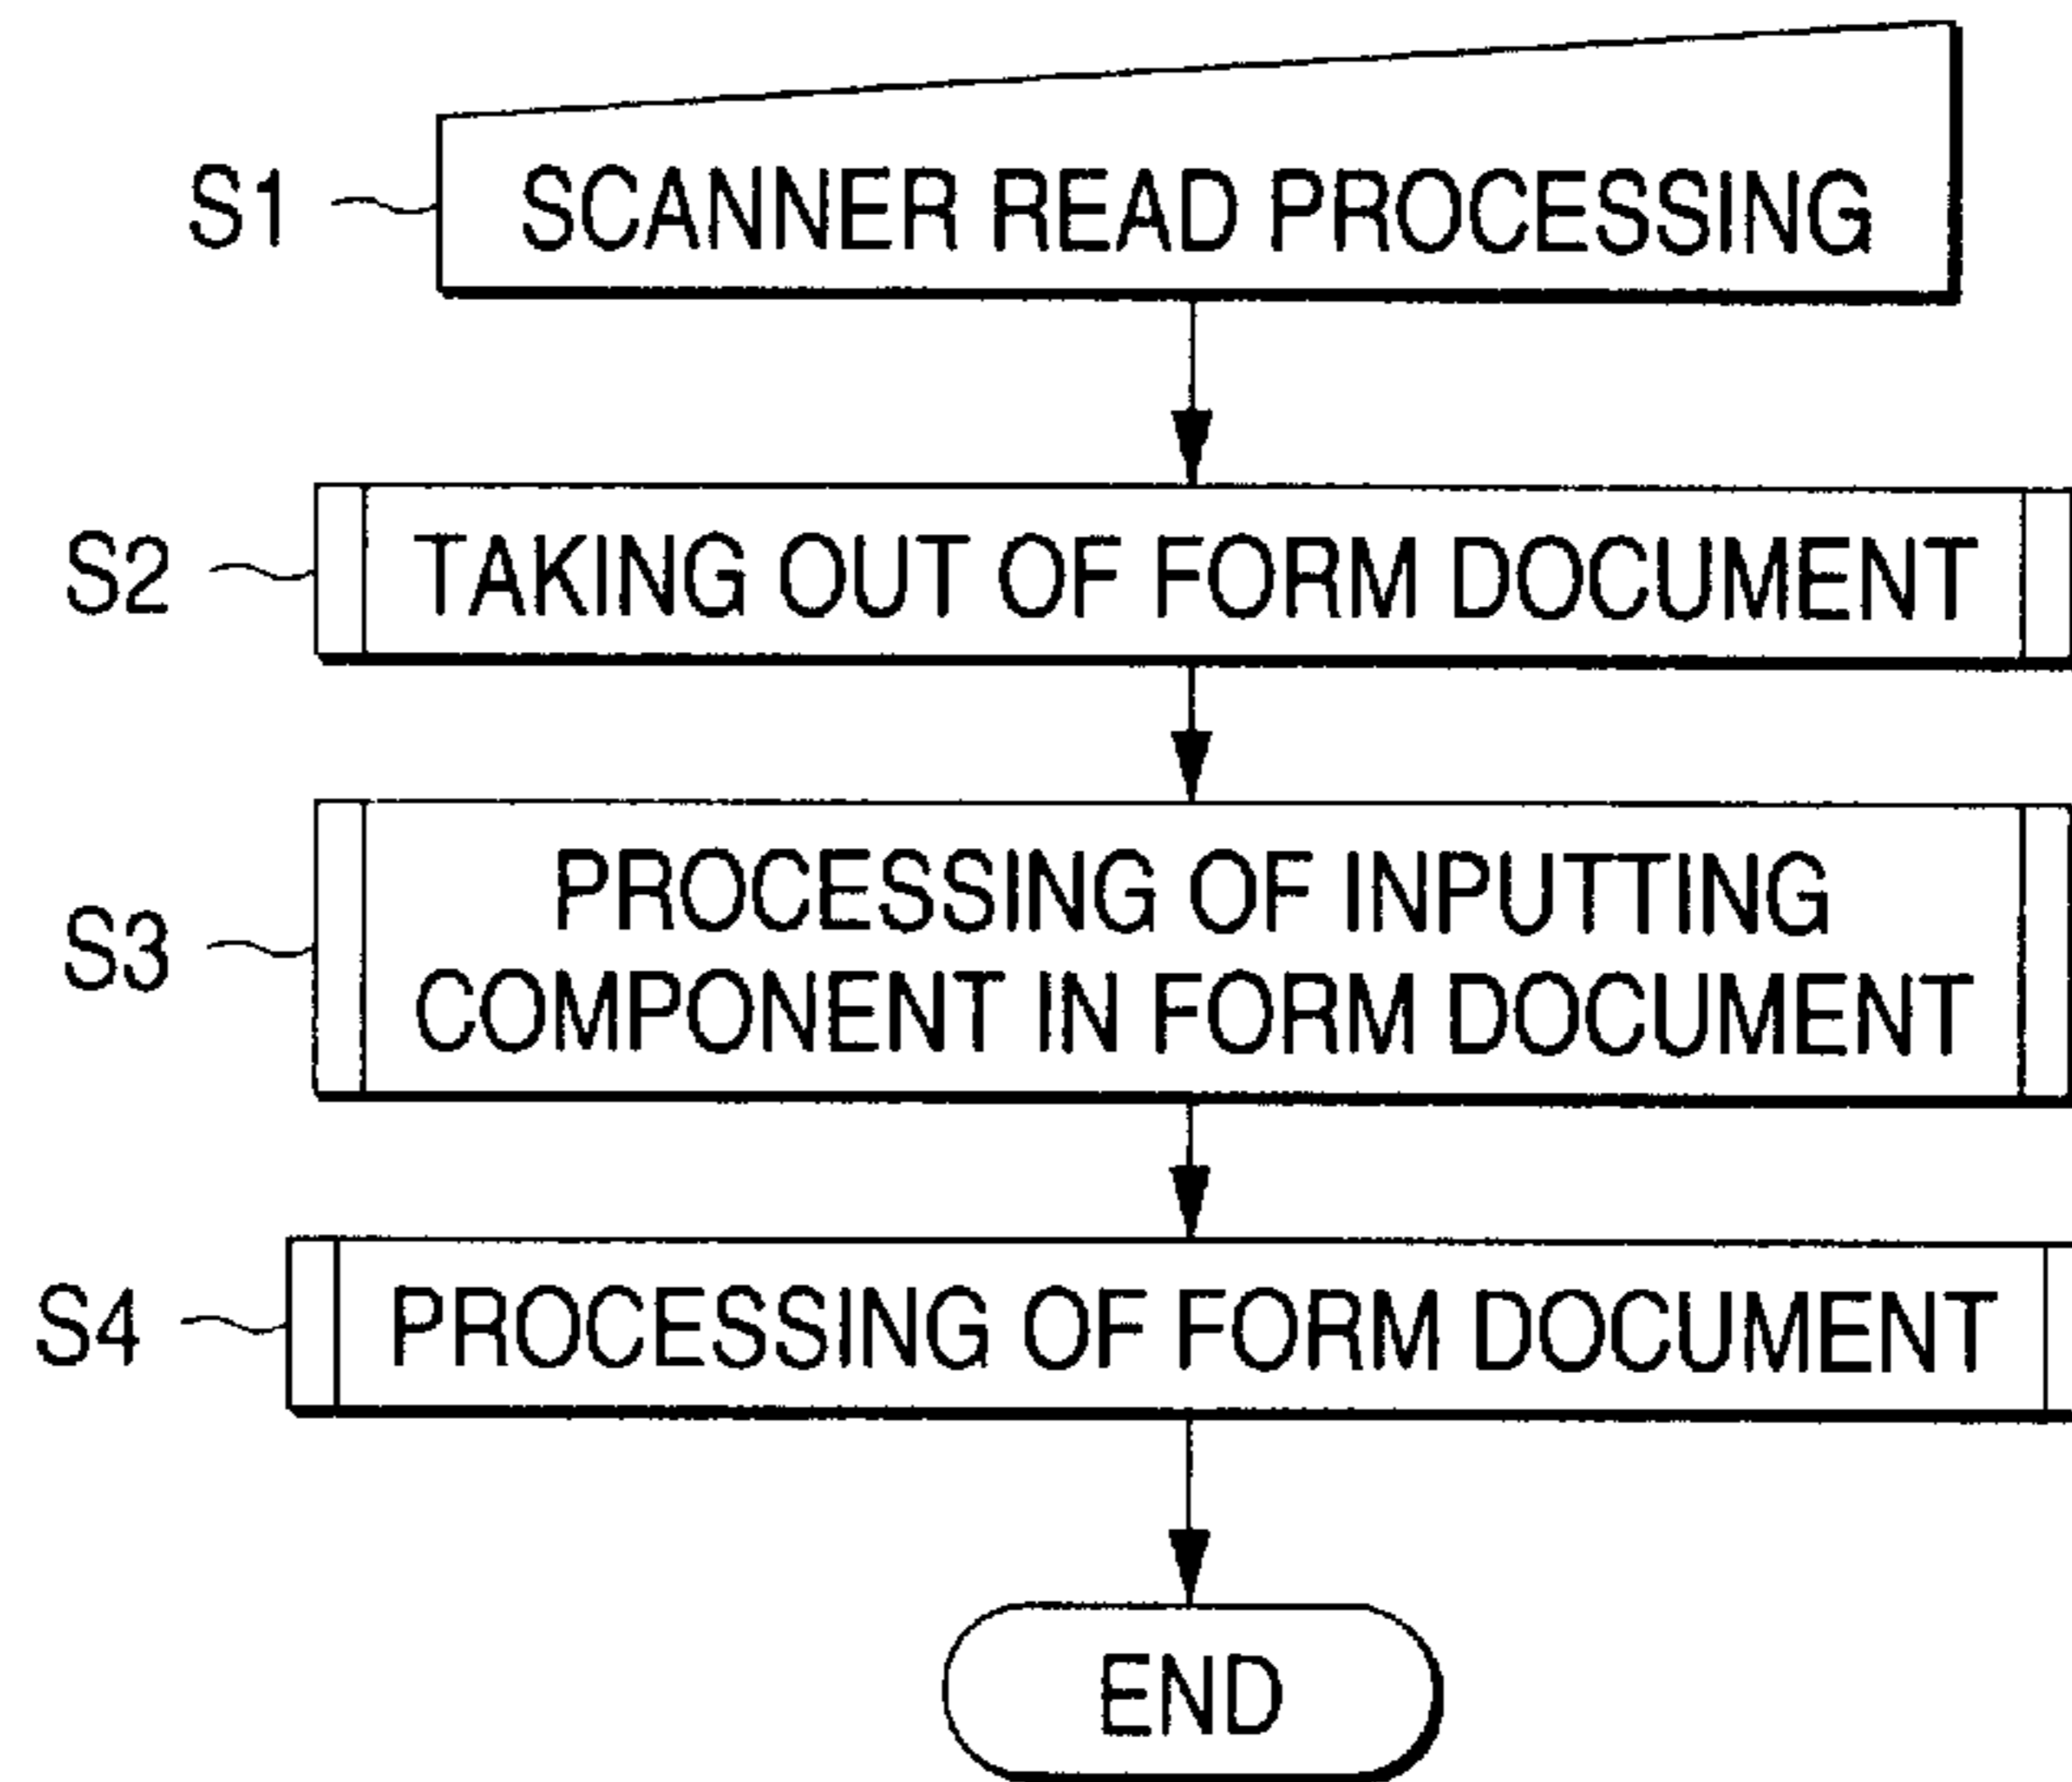 S1 SCANNER READ PROCESSING
S2 TAKING OUT OF FORM DOCUMENT
S3 PROCESSING OF INPUTTING
COMPONENT IN FORM DOCUMENT
S4 PROCESSING OF FORM DOCUMENT
END